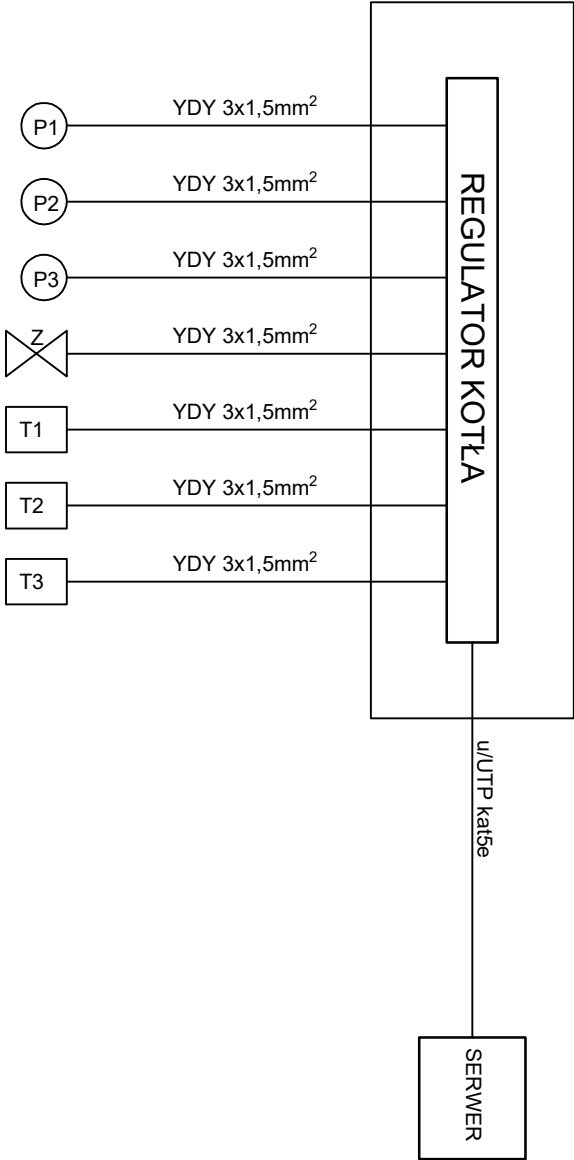 P1
YDY 3x1,5mm²
P2
YDY 3x1,5mm²
P3
YDY 3x1,5mm²
Z
YDY 3x1,5mm²
T1
YDY 3x1,5mm²
T2
YDY 3x1,5mm²
T3
YDY 3x1,5mm²
REGULATOR KOTŁA
u/UTP kat5e
SERWER